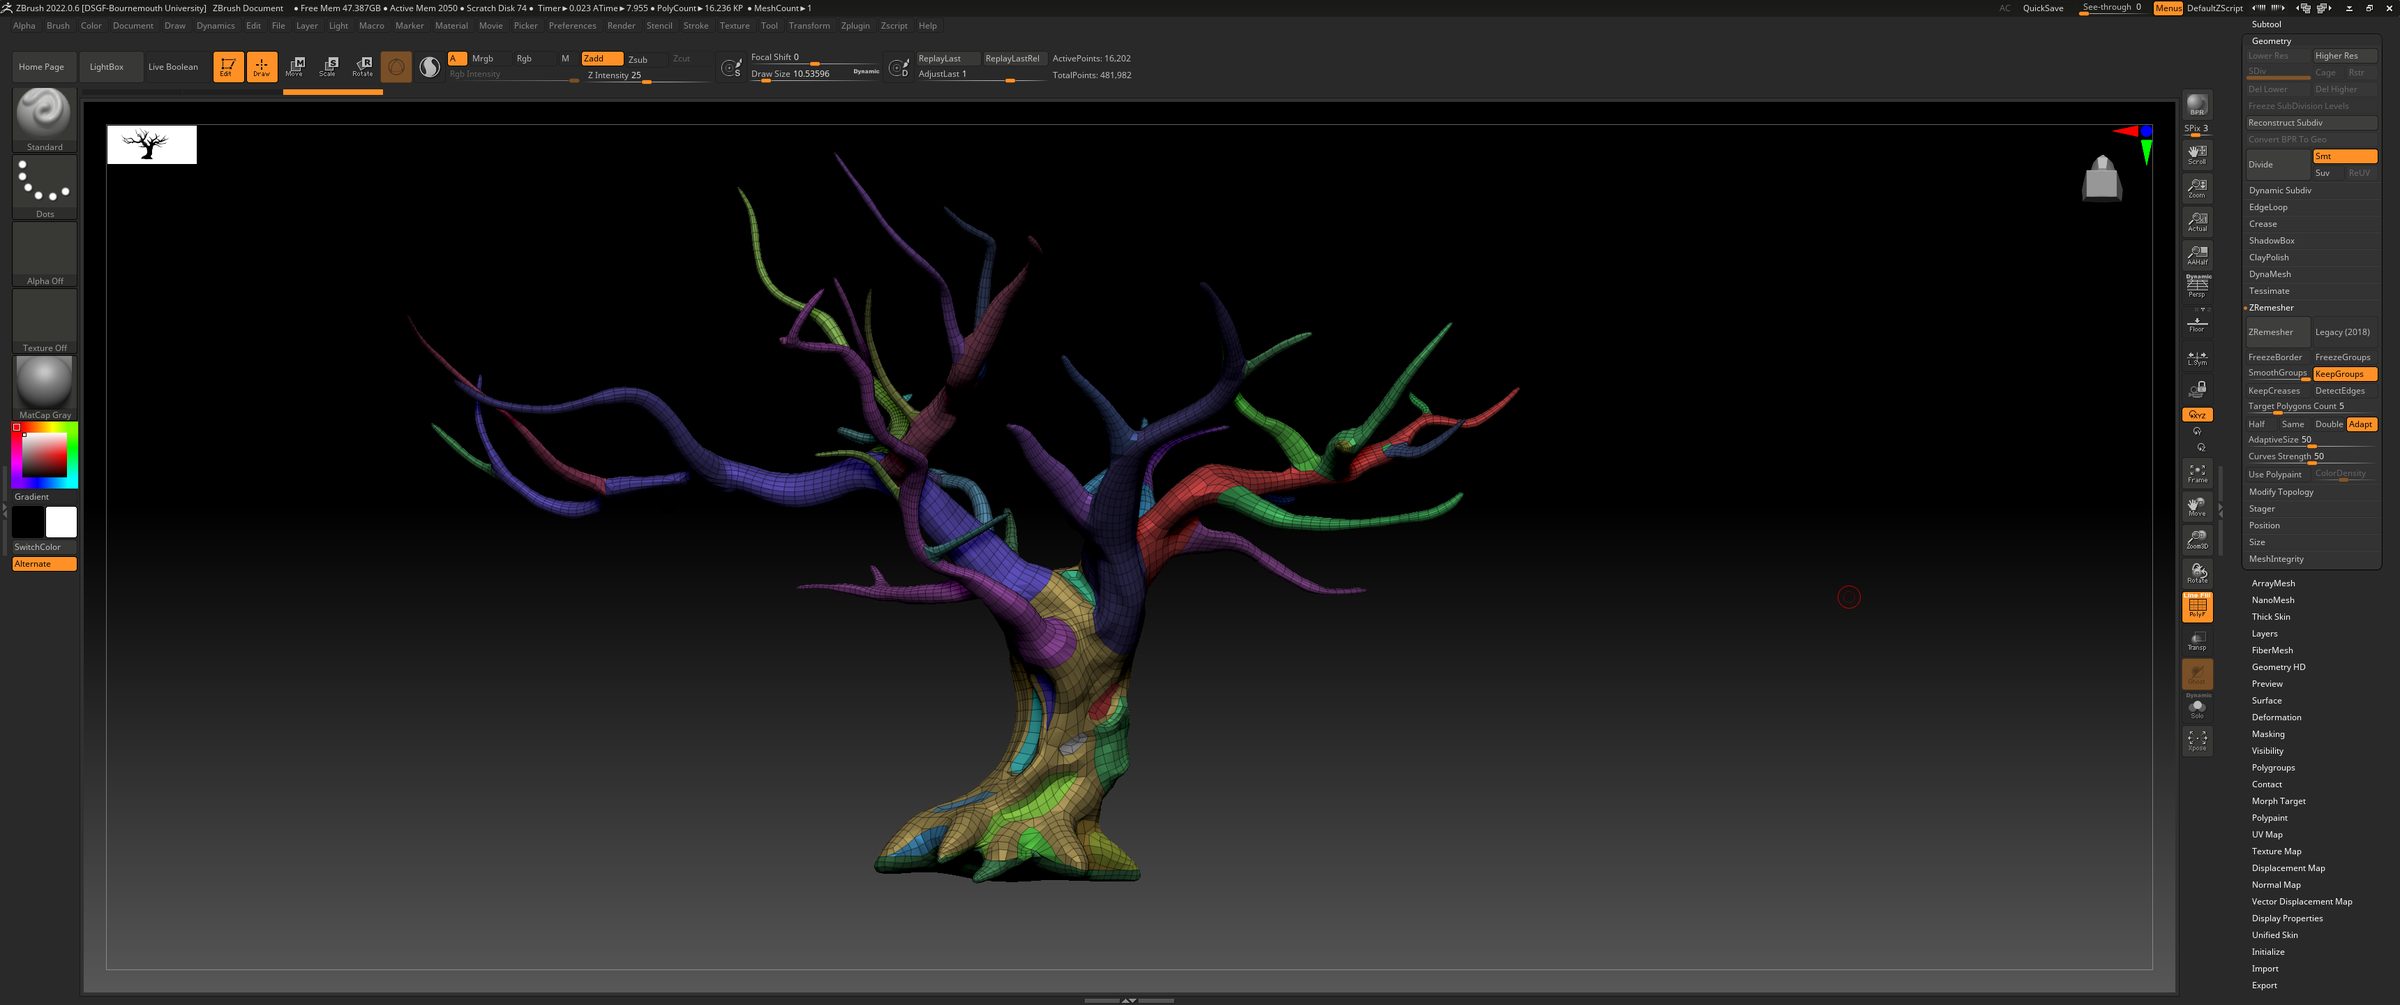 ZBrush 2022.0.6 [DSGF-Bournemouth University] ZBrush Document • Free Mem 47.387GB • Active Mem 2050 • Scratch Disk 74 • Timer▶0.023 ATime▶7.955 • PolyCount▶16.236 KP • MeshCount▶1 AC QuickSave See-through 0 Menus DefaultZScript
Alpha Brush Color Document Draw Dynamics Edit File Layer Light Macro Marker Material Movie Picker Preferences Render Stencil Stroke Texture Tool Transform Zplugin Zscript Help
Home Page LightBox Live Boolean Edit Draw Move Scale Rotate
A Mrgb Rgb M Zadd Zsub Zcut
Rgb Intensity Z Intensity 25
Focal Shift 0
Draw Size 10.53596 Dynamic
ReplayLast ReplayLastRel ActivePoints: 16,202
AdjustLast 1 TotalPoints: 481,982
Standard
Dots
Alpha Off
Texture Off
MatCap Gray
Gradient
SwitchColor
Alternate
BPR
SPix 3
Scroll
Zoom
Actual
AAHalf
Dynamic
Persp
Floor
L.Sym
XYZ
Frame
Move
Zoom3D
Rotate
Line Fill
PolyF
Transp
Ghost
Dynamic
Solo
Xpose
Subtool
Geometry
Lower Res Higher Res
SDiv Cage Rstr
Del Lower Del Higher
Freeze SubDivision Levels
Reconstruct Subdiv
Convert BPR To Geo
Divide Smt
Suv ReUV
Dynamic Subdiv
EdgeLoop
Crease
ShadowBox
ClayPolish
DynaMesh
Tessimate
ZRemesher
ZRemesher Legacy (2018)
FreezeBorder FreezeGroups
SmoothGroups KeepGroups
KeepCreases DetectEdges
Target Polygons Count 5
Half Same Double Adapt
AdaptiveSize 50
Curves Strength 50
Use Polypaint ColorDensity
Modify Topology
Stager
Position
Size
MeshIntegrity
ArrayMesh
NanoMesh
Thick Skin
Layers
FiberMesh
Geometry HD
Preview
Surface
Deformation
Masking
Visibility
Polygroups
Contact
Morph Target
Polypaint
UV Map
Texture Map
Displacement Map
Normal Map
Vector Displacement Map
Display Properties
Unified Skin
Initialize
Import
Export